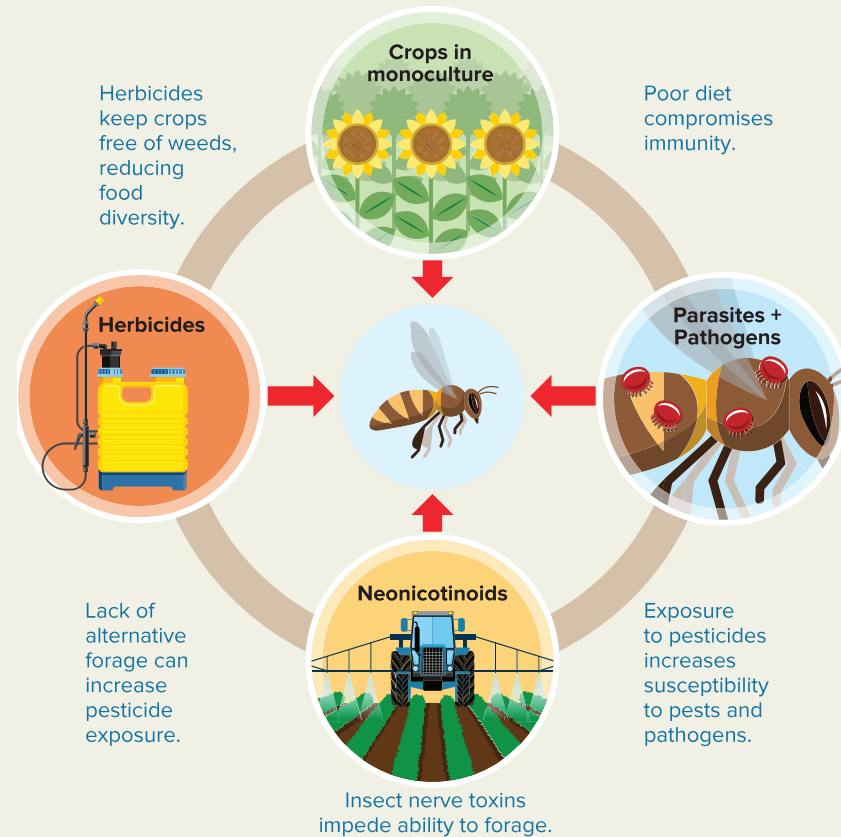 Crops in
monoculture
Herbicides
keep crops
free of weeds,
reducing
food
diversity.
Poor diet
compromises
immunity.
Herbicides
Parasites +
Pathogens
Neonicotinoids
Lack of
alternative
forage can
increase
pesticide
exposure.
Exposure
to pesticides
increases
susceptibility
to pests and
pathogens.
Insect nerve toxins
impede ability to forage.